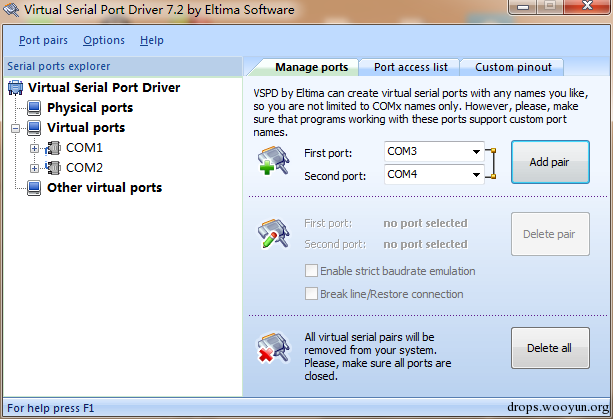 Virtual Serial Port Driver 7.2 by Eltima Software
Port pairs Options Help
Serial ports explorer
Virtual Serial Port Driver
Physical ports
Virtual ports
COM1
COM2
Other virtual ports
Manage ports Port access list Custom pinout
VSPD by Eltima can create virtual serial ports with any names you like,
so you are not limited to COMx names only. However, please, make
sure that programs working with these ports support custom port
names.
First port: COM3
Second port: COM4
Add pair
First port: no port selected
Second port: no port selected
Delete pair
Enable strict baudrate emulation
Break line/Restore connection
All virtual serial pairs will be
removed from your system.
Please, make sure all ports are
closed.
Delete all
For help press F1
drops.wooyun.org